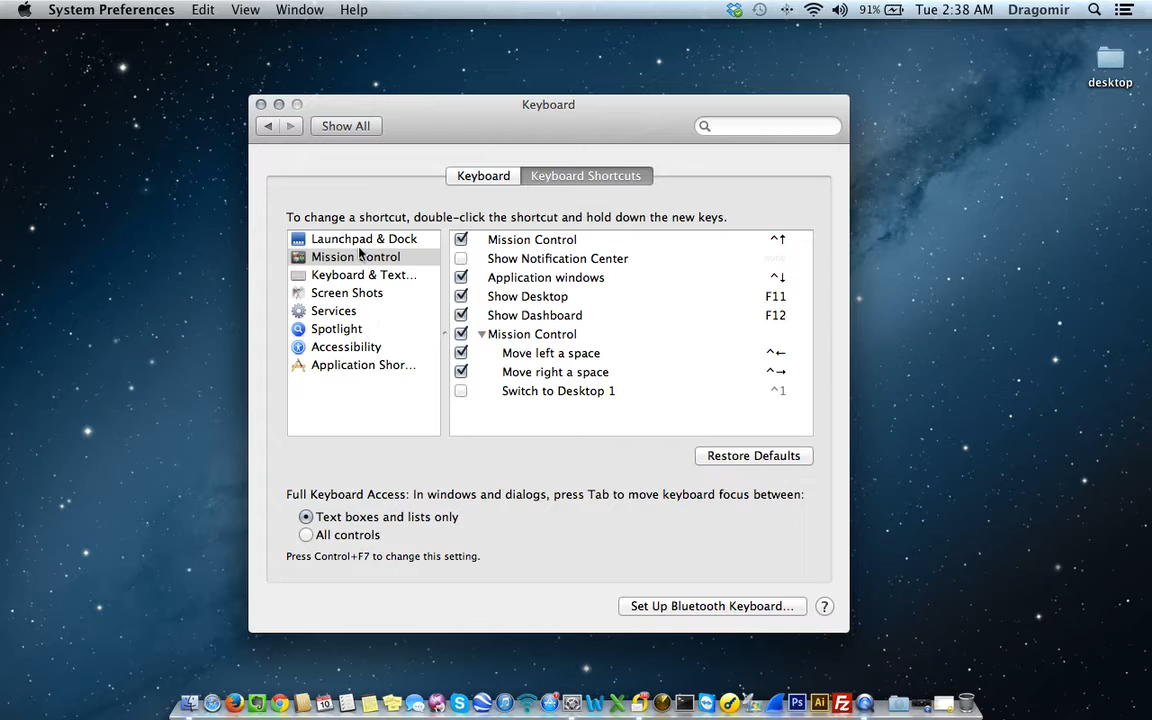 System Preferences Edit View Window Help 91% Tue 2:38 AM Dragomir
desktop
Keyboard
Show All
Keyboard Keyboard Shortcuts
To change a shortcut, double-click the shortcut and hold down the new keys.
Launchpad & Dock
Mission Control
Keyboard & Text...
Screen Shots
Services
Spotlight
Accessibility
Application Shor...
Mission Control ^↑
Show Notification Center none
Application windows ^↓
Show Desktop F11
Show Dashboard F12
Mission Control
Move left a space ^←
Move right a space ^→
Switch to Desktop 1 ^1
Restore Defaults
Full Keyboard Access: In windows and dialogs, press Tab to move keyboard focus between:
Text boxes and lists only
All controls
Press Control+F7 to change this setting.
Set Up Bluetooth Keyboard... ?
10
Ps Ai Fz